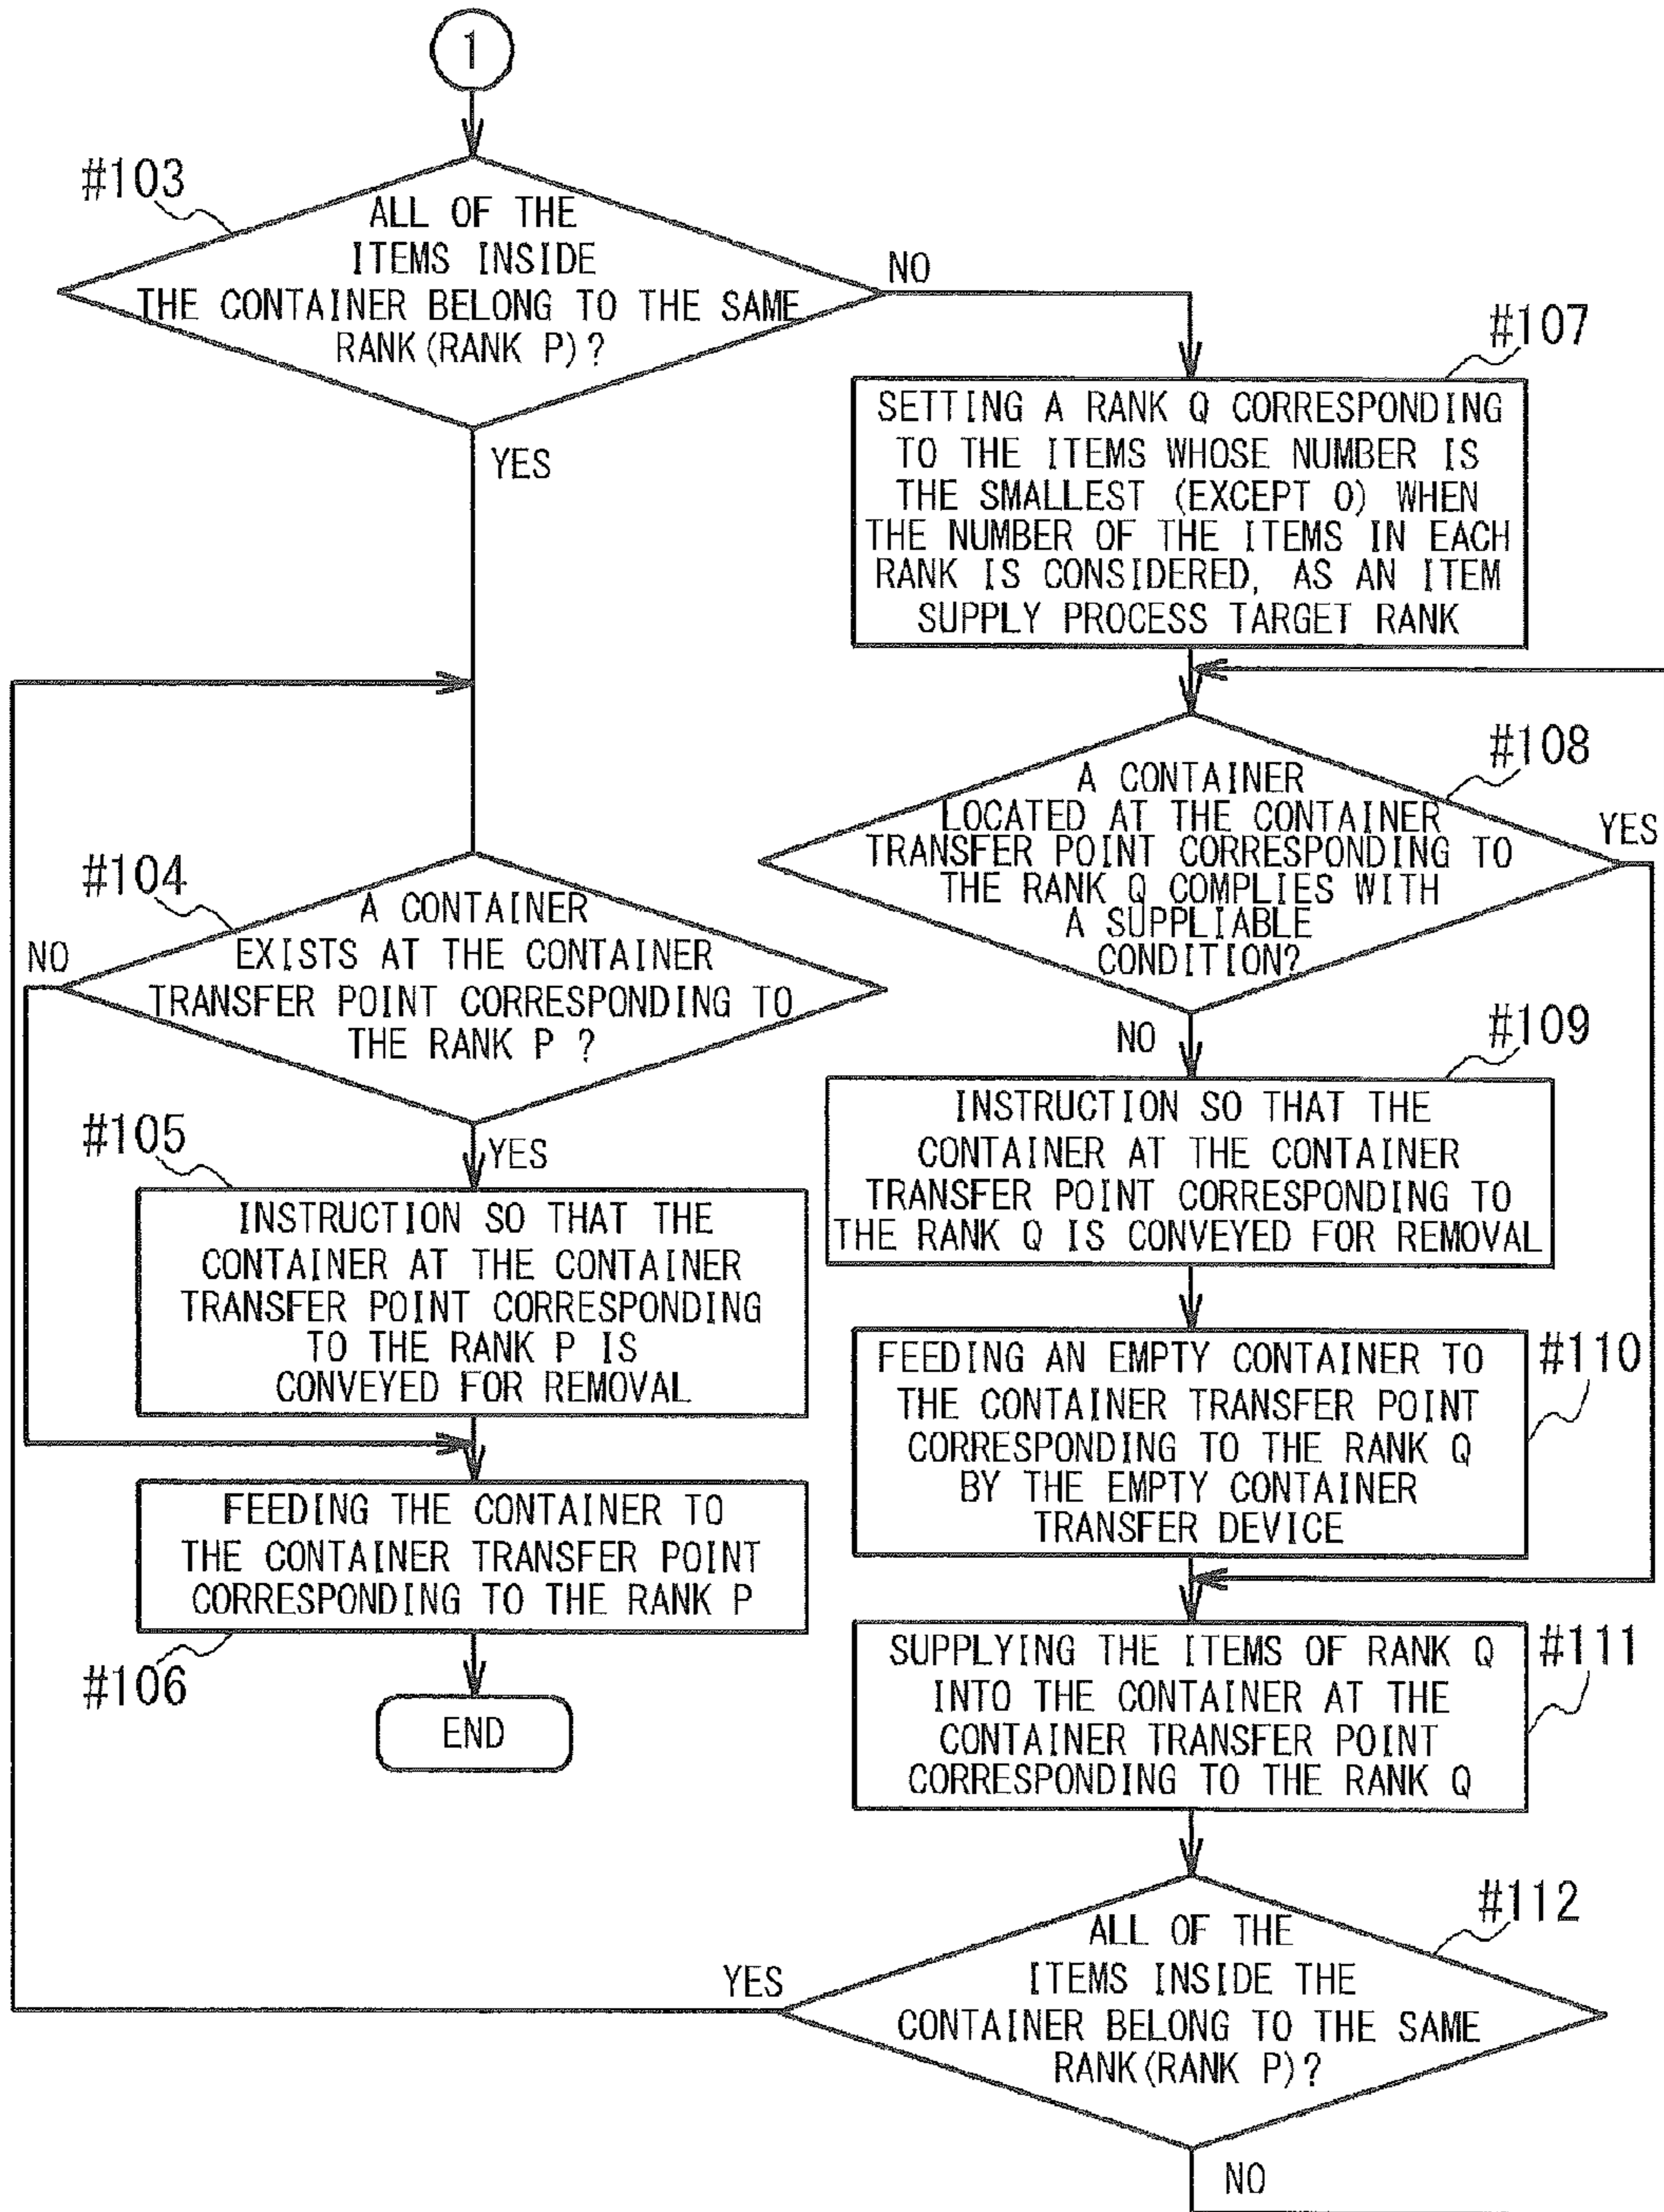 1
#103
ALL OF THE
ITEMS INSIDE
THE CONTAINER BELONG TO THE SAME
RANK(RANK P)?
NO
YES
#107
SETTING A RANK Q CORRESPONDING
TO THE ITEMS WHOSE NUMBER IS
THE SMALLEST (EXCEPT 0) WHEN
THE NUMBER OF THE ITEMS IN EACH
RANK IS CONSIDERED, AS AN ITEM
SUPPLY PROCESS TARGET RANK
#108
A CONTAINER
LOCATED AT THE CONTAINER
TRANSFER POINT CORRESPONDING TO
THE RANK Q COMPLIES WITH
A SUPPLIABLE
CONDITION?
YES
NO
#104
A CONTAINER
EXISTS AT THE CONTAINER
TRANSFER POINT CORRESPONDING TO
THE RANK P ?
NO
YES
#105
INSTRUCTION SO THAT THE
CONTAINER AT THE CONTAINER
TRANSFER POINT CORRESPONDING
TO THE RANK P IS
CONVEYED FOR REMOVAL
#106
FEEDING THE CONTAINER TO
THE CONTAINER TRANSFER POINT
CORRESPONDING TO THE RANK P
END
#109
INSTRUCTION SO THAT THE
CONTAINER AT THE CONTAINER
TRANSFER POINT CORRESPONDING TO
THE RANK Q IS CONVEYED FOR REMOVAL
#110
FEEDING AN EMPTY CONTAINER TO
THE CONTAINER TRANSFER POINT
CORRESPONDING TO THE RANK Q
BY THE EMPTY CONTAINER
TRANSFER DEVICE
#111
SUPPLYING THE ITEMS OF RANK Q
INTO THE CONTAINER AT THE
CONTAINER TRANSFER POINT
CORRESPONDING TO THE RANK Q
#112
ALL OF THE
ITEMS INSIDE THE
CONTAINER BELONG TO THE SAME
RANK(RANK P)?
YES
NO